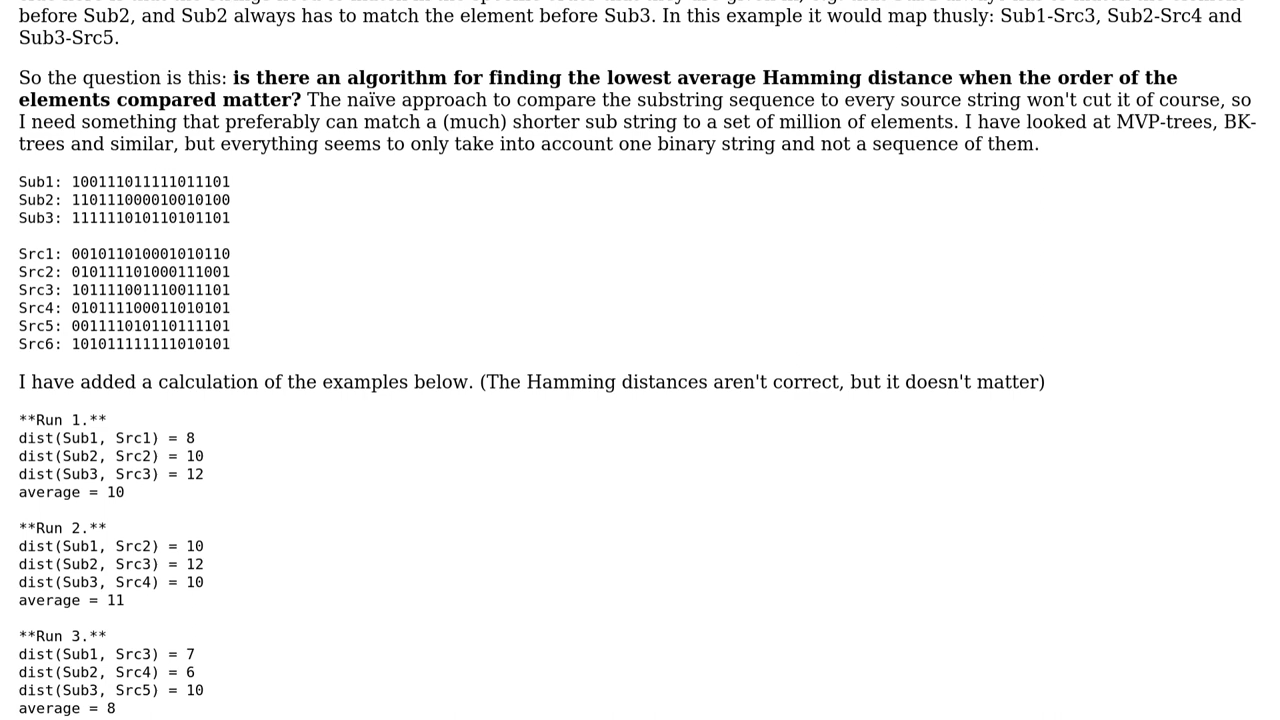 before Sub2, and Sub2 always has to match the element before Sub3. In this example it would map thusly: Sub1-Src3, Sub2-Src4 and
Sub3-Src5.
So the question is this: is there an algorithm for finding the lowest average Hamming distance when the order of the
elements compared matter? The naïve approach to compare the substring sequence to every source string won't cut it of course, so
I need something that preferably can match a (much) shorter sub string to a set of million of elements. I have looked at MVP-trees, BK-
trees and similar, but everything seems to only take into account one binary string and not a sequence of them.
Sub1: 100111011111011101
Sub2: 110111000010010100
Sub3: 111111010110101101
Src1: 001011010001010110
Src2: 010111101000111001
Src3: 101111001110011101
Src4: 010111100011010101
Src5: 001111010110111101
Src6: 101011111111010101
I have added a calculation of the examples below. (The Hamming distances aren't correct, but it doesn't matter)
**Run 1.**
dist(Sub1, Src1) = 8
dist(Sub2, Src2) = 10
dist(Sub3, Src3) = 12
average = 10
**Run 2.**
dist(Sub1, Src2) = 10
dist(Sub2, Src3) = 12
dist(Sub3, Src4) = 10
average = 11
**Run 3.**
dist(Sub1, Src3) = 7
dist(Sub2, Src4) = 6
dist(Sub3, Src5) = 10
average = 8